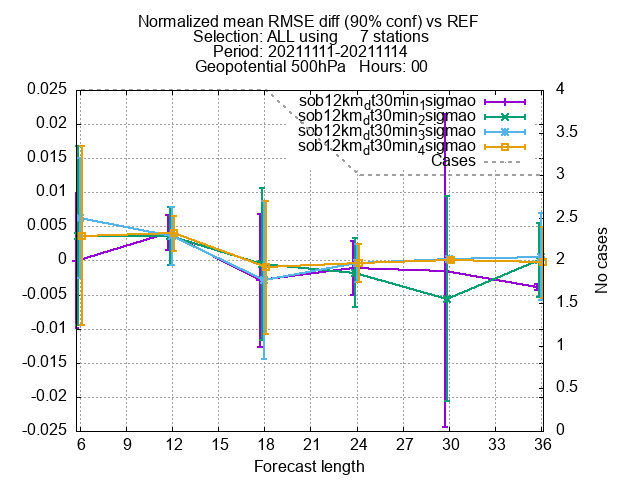 Normalized mean RMSE diff (90% conf) vs REF
Selection: ALL using 7 stations
Period: 20211111-20211114
Geopotential 500hPa Hours: 00
sob12km_dt30min_1sigmao
sob12km_dt30min_2sigmao
sob12km_dt30min_3sigmao
sob12km_dt30min_4sigmao
Cases
0.025
0.02
0.015
0.01
0.005
0
-0.005
-0.01
-0.015
-0.02
-0.025
4
3.5
3
2.5
2
1.5
1
0.5
0
No cases
6 9 12 15 18 21 24 27 30 33 36
Forecast length